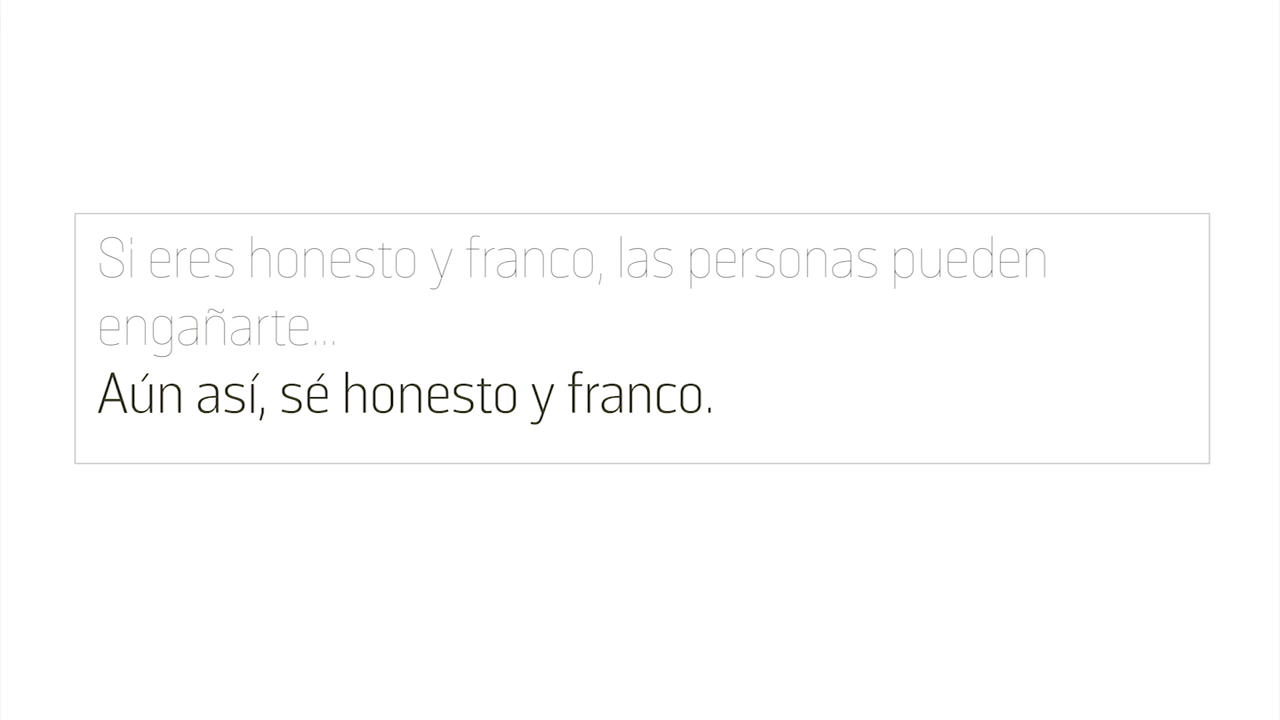 Si eres honesto y franco, las personas pueden
engañarte...
Aún así, sé honesto y franco.